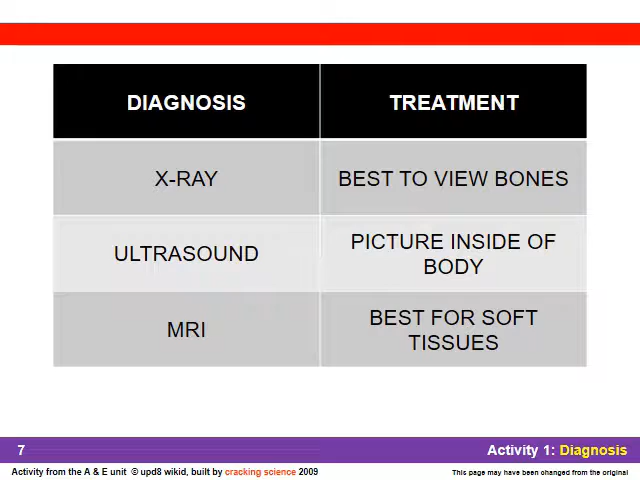 DIAGNOSIS TREATMENT
X-RAY BEST TO VIEW BONES
ULTRASOUND PICTURE INSIDE OF
BODY
MRI BEST FOR SOFT
TISSUES
7 Activity 1: Diagnosis
Activity from the A & E unit © upd8 wikid, built by cracking science 2009 This page may have been changed from the original